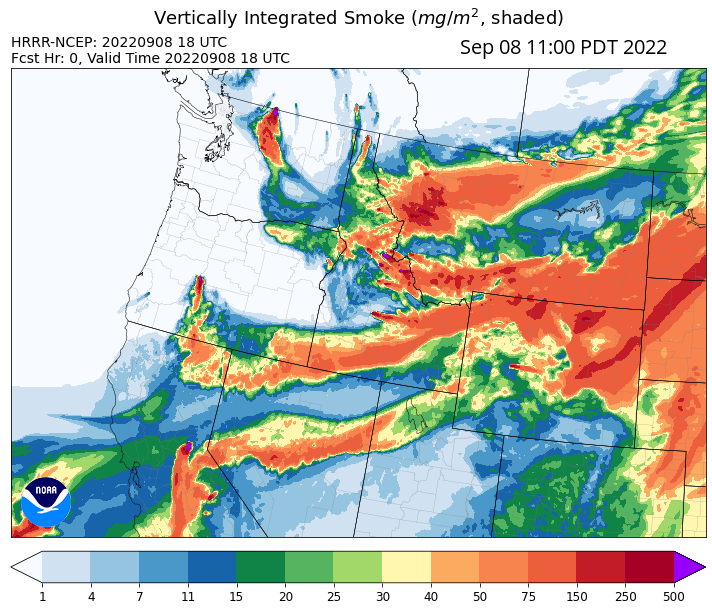 Vertically Integrated Smoke (mg/m², shaded)
HRRR-NCEP: 20220908 18 UTC
Fcst Hr: 0, Valid Time 20220908 18 UTC
Sep 08 11:00 PDT 2022
NOAA
1 4 7 11 15 20 25 30 40 50 75 150 250 500